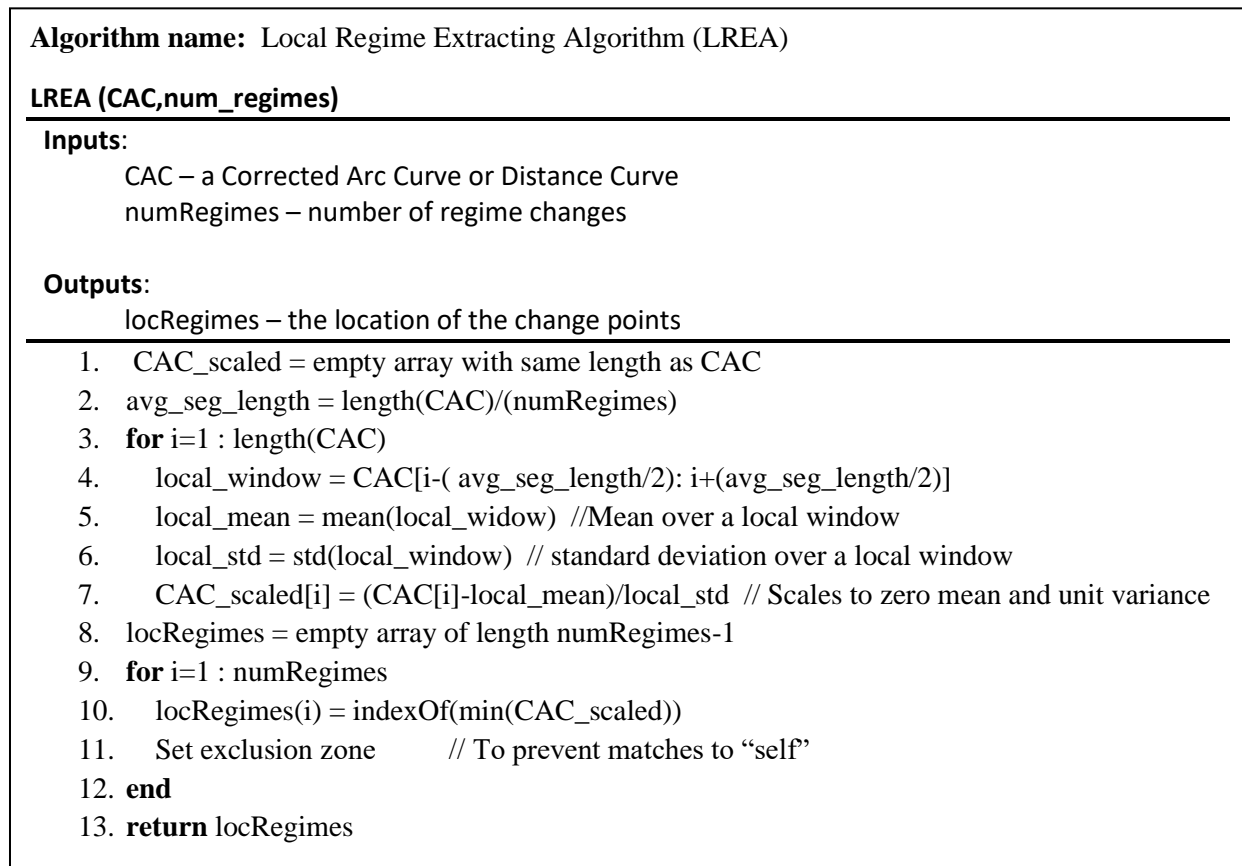 Algorithm name: Local Regime Extracting Algorithm (LREA)
LREA (CAC,num_regimes)
Inputs:
CAC – a Corrected Arc Curve or Distance Curve
numRegimes – number of regime changes
Outputs:
locRegimes – the location of the change points
1. CAC_scaled = empty array with same length as CAC
2. avg_seg_length = length(CAC)/(numRegimes)
3. for i=1 : length(CAC)
4. local_window = CAC[i-( avg_seg_length/2): i+(avg_seg_length/2)]
5. local_mean = mean(local_widow) //Mean over a local window
6. local_std = std(local_window) // standard deviation over a local window
7. CAC_scaled[i] = (CAC[i]-local_mean)/local_std // Scales to zero mean and unit variance
8. locRegimes = empty array of length numRegimes-1
9. for i=1 : numRegimes
10. locRegimes(i) = indexOf(min(CAC_scaled))
11. Set exclusion zone // To prevent matches to “self”
12. end
13. return locRegimes